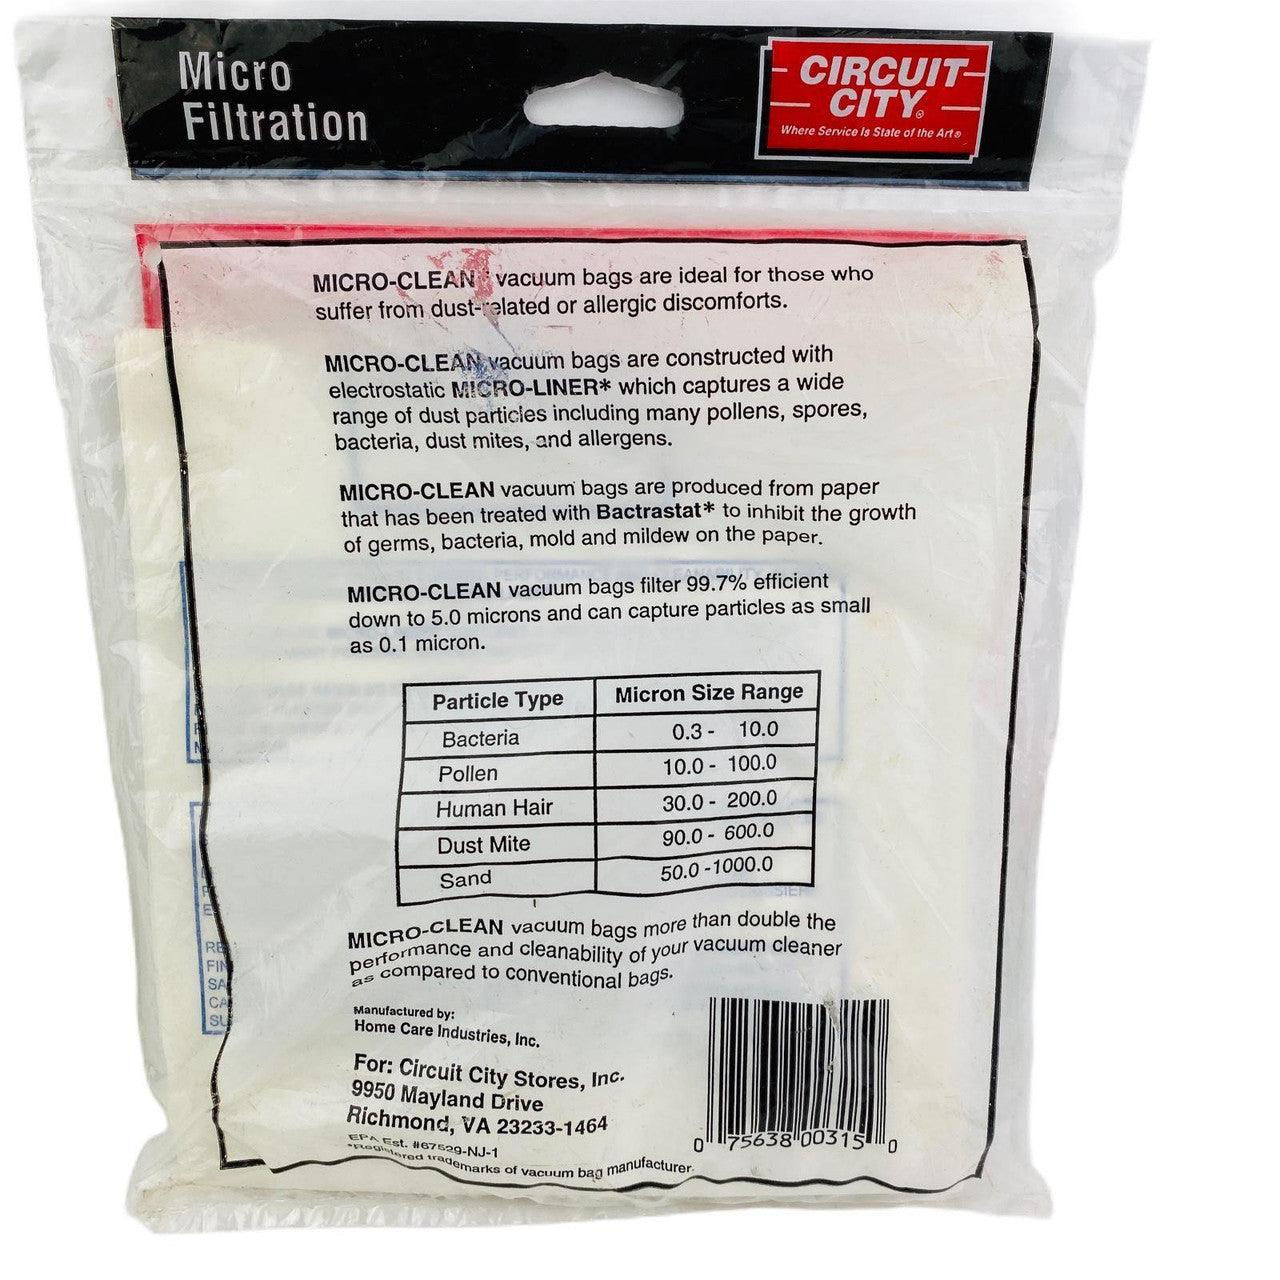 Micro
Filtration
CIRCUIT
CITY®
Where Service Is State of the Art®
MICRO-CLEAN vacuum bags are ideal for those who
suffer from dust-related or allergic discomforts.
MICRO-CLEAN vacuum bags are constructed with
electrostatic MICRO-LINER* which captures a wide
range of dust particles including many pollens, spores,
bacteria, dust mites, and allergens.
MICRO-CLEAN vacuum bags are produced from paper
that has been treated with Bactrastat* to inhibit the growth
of germs, bacteria, mold and mildew on the paper.
MICRO-CLEAN vacuum bags filter 99.7% efficient
down to 5.0 microns and can capture particles as small
as 0.1 micron.
Particle Type Micron Size Range
Bacteria 0.3 - 10.0
Pollen 10.0 - 100.0
Human Hair 30.0 - 200.0
Dust Mite 90.0 - 600.0
Sand 50.0 -1000.0
MICRO-CLEAN vacuum bags more than double the
performance and cleanability of your vacuum cleaner
as compared to conventional bags.
Manufactured by:
Home Care Industries, Inc.
For: Circuit City Stores, Inc.
9950 Mayland Drive
Richmond, VA 23233-1464
EPA Est. #67529-NJ-1
*Registered trademarks of vacuum bag manufacturer.
0 75638 00315 0